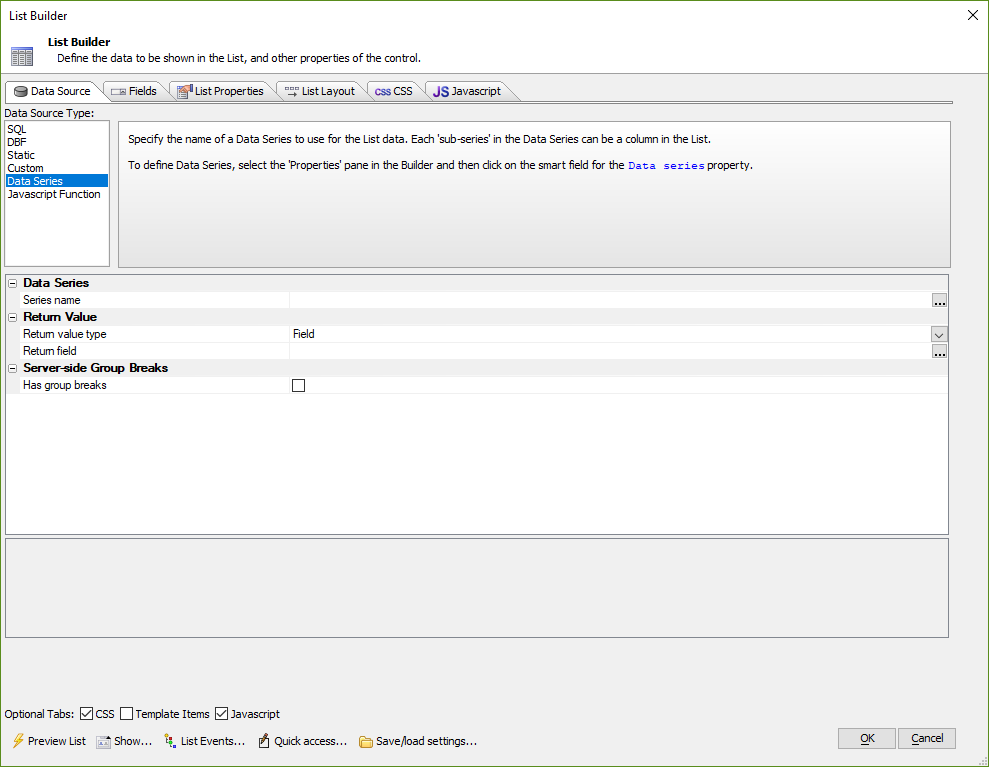 List Builder
List Builder
Define the data to be shown in the List, and other properties of the control.
Data Source Fields List Properties List Layout css CSS JS Javascript
Data Source Type:
SQL
DBF
Static
Custom
Data Series
Javascript Function
Specify the name of a Data Series to use for the List data. Each 'sub-series' in the Data Series can be a column in the List.
To define Data Series, select the 'Properties' pane in the Builder and then click on the smart field for the Data series property.
Data Series
Series name ...
Return Value
Return value type Field
Return field ...
Server-side Group Breaks
Has group breaks
Optional Tabs: CSS Template Items Javascript
Preview List Show... List Events... Quick access... Save/load settings... OK Cancel